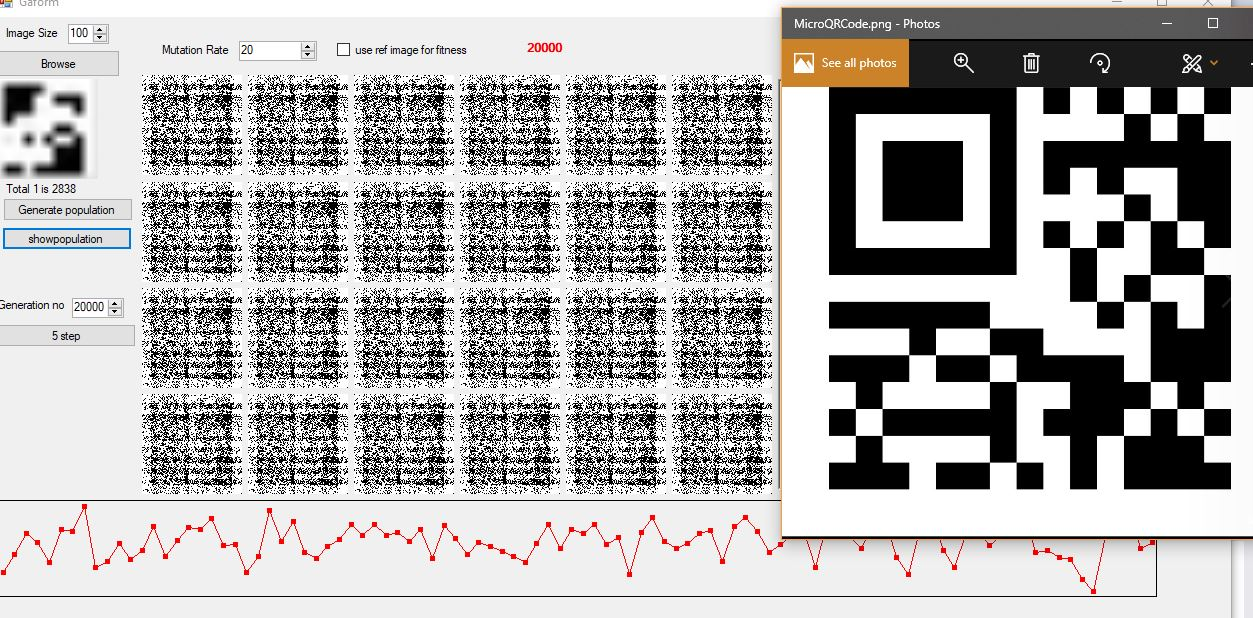 Gaform
Image Size 100
Browse
Mutation Rate 20
use ref image for fitness
20000
Total 1 is 2838
Generate population
showpopulation
Generation no 20000
5 step
MicroQRCode.png - Photos
See all photos